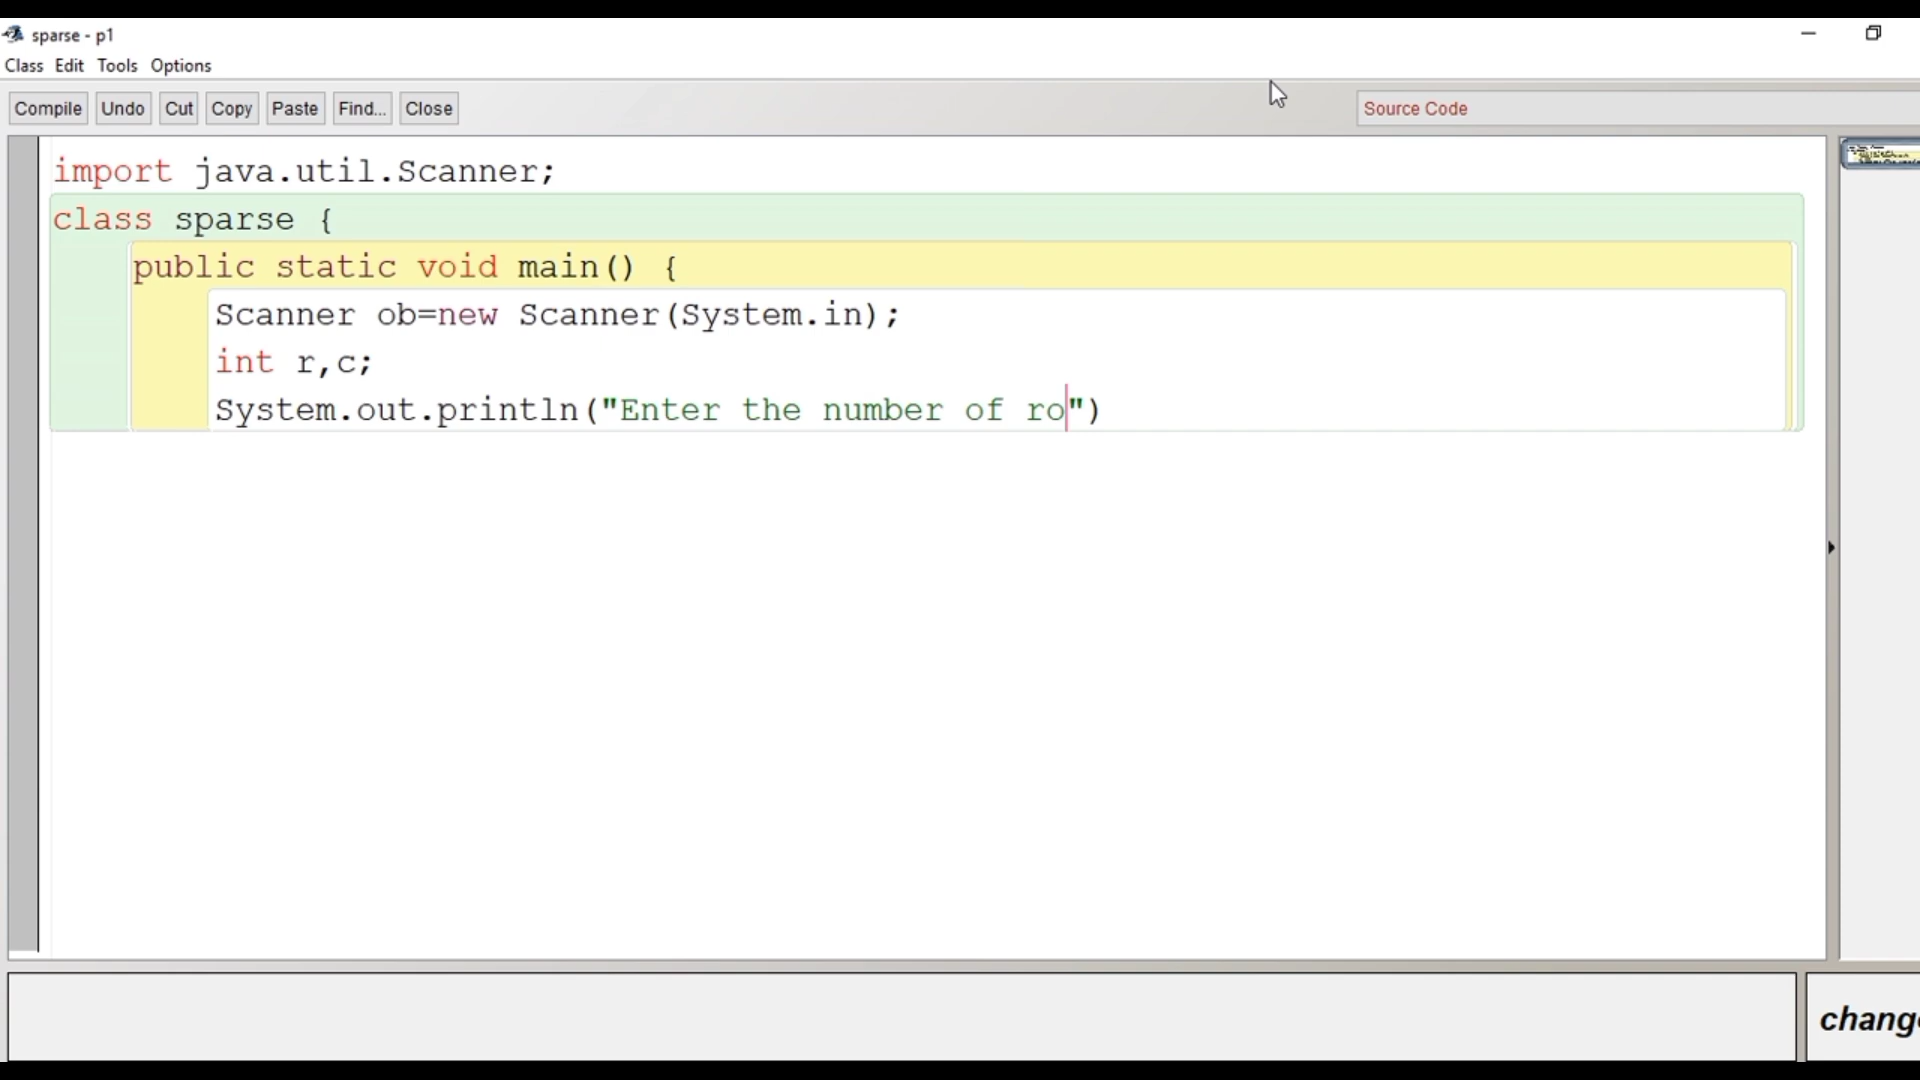 sparse - p1
Class Edit Tools Options
Compile Undo Cut Copy Paste Find... Close Source Code
import java.util.Scanner;
class sparse {
public static void main() {
Scanner ob=new Scanner(System.in);
int r,c;
System.out.println("Enter the number of ro")